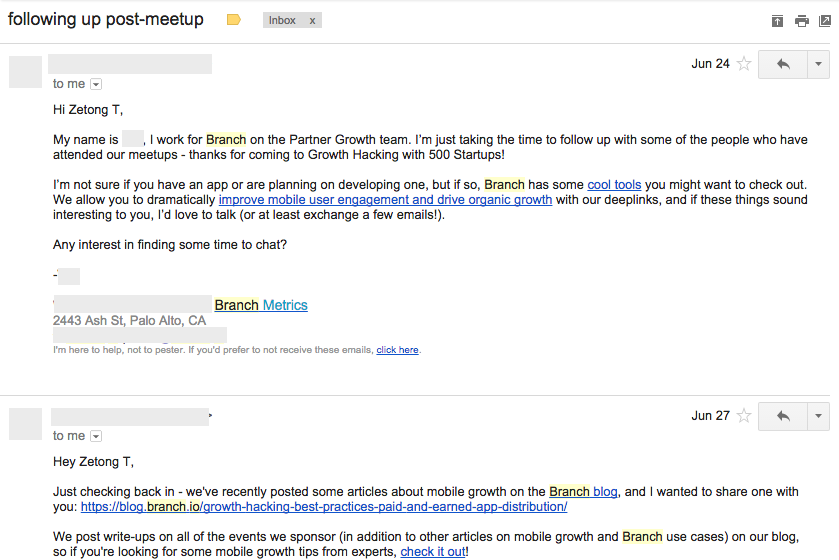 following up post-meetup Inbox x
Jun 24
to me
Hi Zetong T,
My name is , I work for Branch on the Partner Growth team. I'm just taking the time to follow up with some of the people who have
attended our meetups - thanks for coming to Growth Hacking with 500 Startups!
I'm not sure if you have an app or are planning on developing one, but if so, Branch has some cool tools you might want to check out.
We allow you to dramatically improve mobile user engagement and drive organic growth with our deeplinks, and if these things sound
interesting to you, I'd love to talk (or at least exchange a few emails!).
Any interest in finding some time to chat?
-
Branch Metrics
2443 Ash St, Palo Alto, CA
I'm here to help, not to pester. If you'd prefer to not receive these emails, click here.
Jun 27
to me
Hey Zetong T,
Just checking back in - we've recently posted some articles about mobile growth on the Branch blog, and I wanted to share one with
you: https://blog.branch.io/growth-hacking-best-practices-paid-and-earned-app-distribution/
We post write-ups on all of the events we sponsor (in addition to other articles on mobile growth and Branch use cases) on our blog,
so if you're looking for some mobile growth tips from experts, check it out!